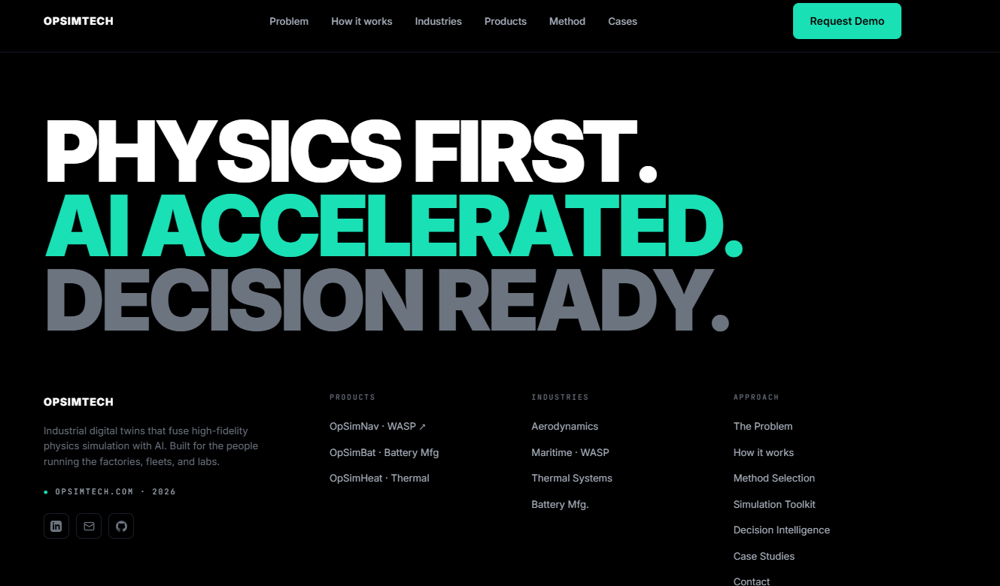 OPSIMTECH
Problem
How it works
Industries
Products
Method
Cases
Request Demo
PHYSICS FIRST.
AI ACCELERATED.
DECISION READY.
OPSIMTECH
Industrial digital twins that fuse high-fidelity
physics simulation with AI. Built for the people
running the factories, fleets, and labs.
OPSIMTECH.COM · 2026
in
PRODUCTS
OpSimNav · WASP ↗
OpSimBat · Battery Mfg
OpSimHeat · Thermal
INDUSTRIES
Aerodynamics
Maritime · WASP
Thermal Systems
Battery Mfg.
APPROACH
The Problem
How it works
Method Selection
Simulation Toolkit
Decision Intelligence
Case Studies
Contact